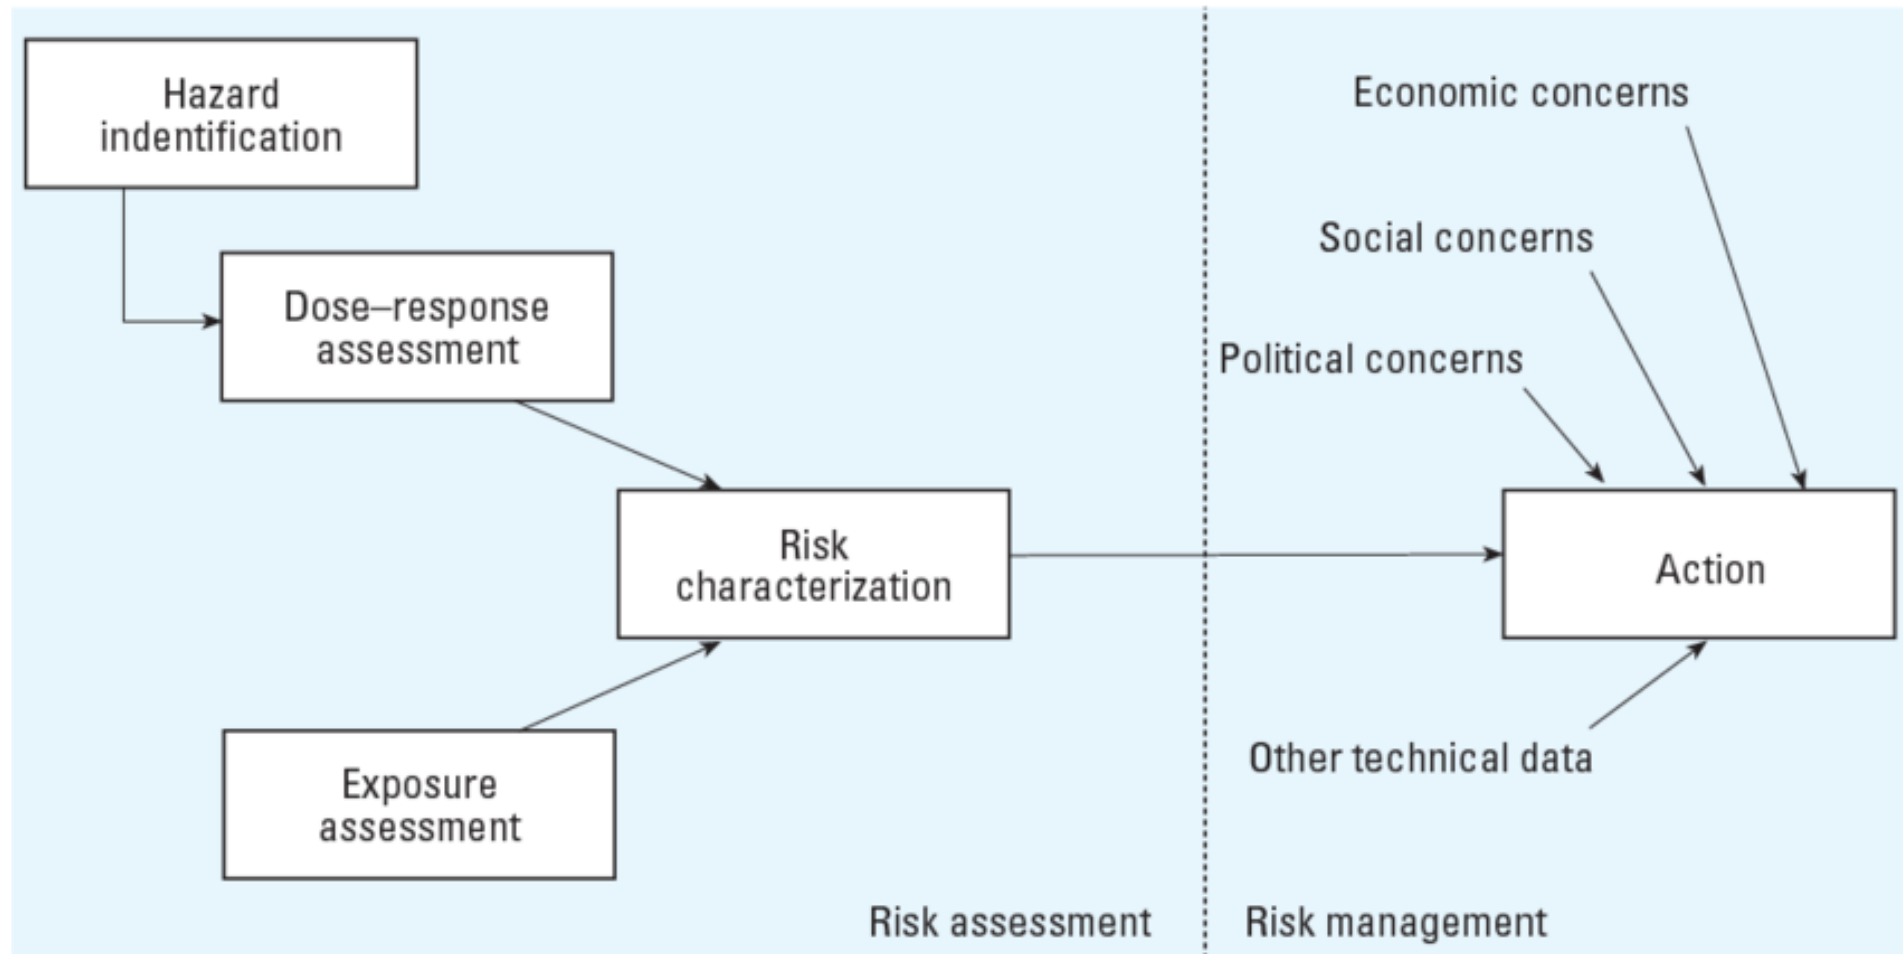 Hazard
indentification
Dose–response
assessment
Risk
characterization
Exposure
assessment
Risk assessment
Economic concerns
Social concerns
Political concerns
Action
Other technical data
Risk management